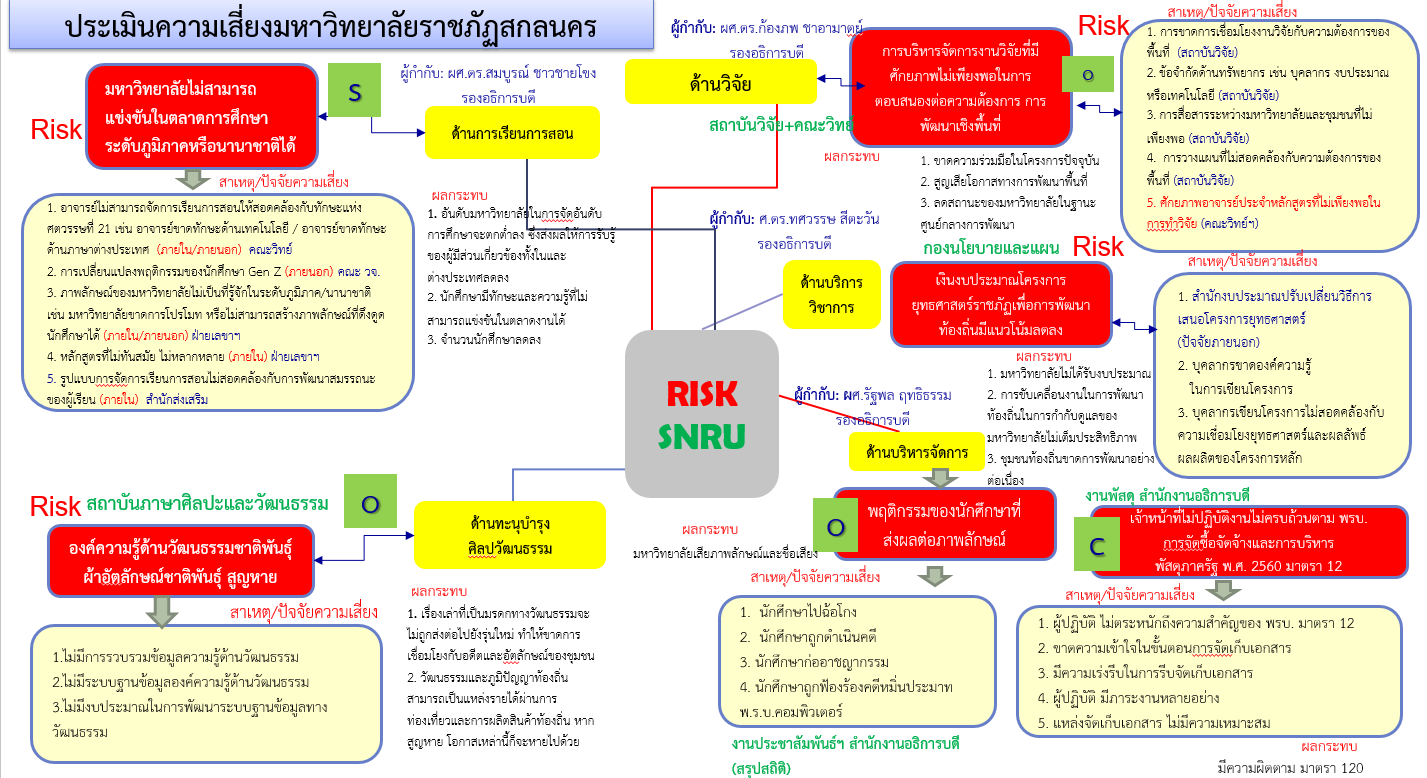 ประเมินความเสี่ยงมหาวิทยาลัยราชภัฏสกลนคร
Risk
มหาวิทยาลัยไม่สามารถ
แข่งขันในตลาดการศึกษา
ระดับภูมิภาคหรือนานาชาติได้
S
ผู้กำกับ: ผศ.ดร.สมบูรณ์ ชาวชายโขง
รองอธิการบดี
ด้านการเรียนการสอน
สาเหตุ/ปัจจัยความเสี่ยง
1. อาจารย์ไม่สามารถจัดการเรียนการสอนให้สอดคล้องกับทักษะแห่ง
ศตวรรษที่ 21 เช่น อาจารย์ขาดทักษะด้านเทคโนโลยี / อาจารย์ขาดทักษะ
ด้านภาษาต่างประเทศ (ภายใน/ภายนอก) คณะวิทย์
2. การเปลี่ยนแปลงพฤติกรรมของนักศึกษา Gen Z (ภายนอก) คณะ วจ.
3. ภาพลักษณ์ของมหาวิทยาลัยไม่เป็นที่รู้จักในระดับภูมิภาค/นานาชาติ
เช่น มหาวิทยาลัยขาดการโปรโมท หรือไม่สามารถสร้างภาพลักษณ์ที่ดึงดูด
นักศึกษาได้ (ภายใน/ภายนอก) ฝ่ายเลขาฯ
4. หลักสูตรที่ไม่ทันสมัย ไม่หลากหลาย (ภายใน) ฝ่ายเลขาฯ
5. รูปแบบการจัดการเรียนการสอนไม่สอดคล้องกับการพัฒนาสมรรถนะ
ของผู้เรียน (ภายใน) สำนักส่งเสริม
ผลกระทบ
1. อันดับมหาวิทยาลัยในการจัดอันดับ
การศึกษาจะตกต่ำลง ซึ่งส่งผลให้การรับรู้
ของผู้มีส่วนเกี่ยวข้องทั้งในและ
ต่างประเทศลดลง
2. นักศึกษามีทักษะและความรู้ที่ไม่
สามารถแข่งขันในตลาดงานได้
3. จำนวนนักศึกษาลดลง
ผู้กำกับ: ผศ.ดร.ก้องภพ ชาอามาตย์
รองอธิการบดี
ด้านวิจัย
สถาบันวิจัย+คณะวิทย์
Risk
การบริหารจัดการงานวิจัยที่มี
ศักยภาพไม่เพียงพอในการ
ตอบสนองต่อความต้องการ การ
พัฒนาเชิงพื้นที่
O
ผลกระทบ
1. ขาดความร่วมมือในโครงการปัจจุบัน
2. สูญเสียโอกาสทางการพัฒนาพื้นที่
3. ลดสถานะของมหาวิทยาลัยในฐานะ
ศูนย์กลางการพัฒนา
สาเหตุ/ปัจจัยความเสี่ยง
1. การขาดการเชื่อมโยงงานวิจัยกับความต้องการของ
พื้นที่ (สถาบันวิจัย)
2. ข้อจำกัดด้านทรัพยากร เช่น บุคลากร งบประมาณ
หรือเทคโนโลยี (สถาบันวิจัย)
3. การสื่อสารระหว่างมหาวิทยาลัยและชุมชนที่ไม่
เพียงพอ (สถาบันวิจัย)
4. การวางแผนที่ไม่สอดคล้องกับความต้องการของ
พื้นที่ (สถาบันวิจัย)
5. ศักยภาพอาจารย์ประจำหลักสูตรที่ไม่เพียงพอใน
การทำวิจัย (คณะวิทย์ฯ)
ผู้กำกับ: ศ.ดร.ทศวรรษ สีตะวัน
รองอธิการบดี
ด้านบริการ
วิชาการ
กองนโยบายและแผน
Risk
เงินงบประมาณโครงการ
ยุทธศาสตร์ราชภัฏเพื่อการพัฒนา
ท้องถิ่นมีแนวโน้มลดลง
ผลกระทบ
1. มหาวิทยาลัยไม่ได้รับงบประมาณ
2. การขับเคลื่อนงานในการพัฒนา
ท้องถิ่นในการกำกับดูแลของ
มหาวิทยาลัยไม่เต็มประสิทธิภาพ
3. ชุมชนท้องถิ่นขาดการพัฒนาอย่าง
ต่อเนื่อง
สาเหตุ/ปัจจัยความเสี่ยง
1. สำนักงบประมาณปรับเปลี่ยนวิธีการ
เสนอโครงการยุทธศาสตร์
(ปัจจัยภายนอก)
2. บุคลากรขาดองค์ความรู้
ในการเขียนโครงการ
3. บุคลากรเขียนโครงการไม่สอดคล้องกับ
ความเชื่อมโยงยุทธศาสตร์และผลลัพธ์
ผลผลิตของโครงการหลัก
RISK
SNRU
ผู้กำกับ: ผศ.รัฐพล ฤทธิธรรม
รองอธิการบดี
ด้านบริหารจัดการ
Risk
สถาบันภาษาศิลปะและวัฒนธรรม
O
องค์ความรู้ด้านวัฒนธรรมชาติพันธุ์
ผ้าอัตลักษณ์ชาติพันธุ์ สูญหาย
ด้านทะนุบำรุง
ศิลปวัฒนธรรม
สาเหตุ/ปัจจัยความเสี่ยง
1.ไม่มีการรวบรวมข้อมูลความรู้ด้านวัฒนธรรม
2.ไม่มีระบบฐานข้อมูลองค์ความรู้ด้านวัฒนธรรม
3.ไม่มีงบประมาณในการพัฒนาระบบฐานข้อมูลทาง
วัฒนธรรม
ผลกระทบ
1. เรื่องเล่าที่เป็นมรดกทางวัฒนธรรมจะ
ไม่ถูกส่งต่อไปยังรุ่นใหม่ ทำให้ขาดการ
เชื่อมโยงกับอดีตและอัตลักษณ์ของชุมชน
2. วัฒนธรรมและภูมิปัญญาท้องถิ่น
สามารถเป็นแหล่งรายได้ผ่านการ
ท่องเที่ยวและการผลิตสินค้าท้องถิ่น หาก
สูญหาย โอกาสเหล่านี้ก็จะหายไปด้วย
O
พฤติกรรมของนักศึกษาที่
ส่งผลต่อภาพลักษณ์
ผลกระทบ
มหาวิทยาลัยเสียภาพลักษณ์และชื่อเสียง
สาเหตุ/ปัจจัยความเสี่ยง
1. นักศึกษาไปฉ้อโกง
2. นักศึกษาถูกดำเนินคดี
3. นักศึกษาก่ออาชญากรรม
4. นักศึกษาถูกฟ้องร้องคดีหมิ่นประมาท
พ.ร.บ.คอมพิวเตอร์
งานประชาสัมพันธ์ฯ สำนักงานอธิการบดี
(สรุปสถิติ)
งานพัสดุ สำนักงานอธิการบดี
C
เจ้าหน้าที่ไม่ปฏิบัติงานไม่ครบถ้วนตาม พรบ.
การจัดซื้อจัดจ้างและการบริหาร
พัสดุภาครัฐ พ.ศ. 2560 มาตรา 12
สาเหตุ/ปัจจัยความเสี่ยง
1. ผู้ปฏิบัติ ไม่ตระหนักถึงความสำคัญของ พรบ. มาตรา 12
2. ขาดความเข้าใจในขั้นตอนการจัดเก็บเอกสาร
3. มีความเร่งรีบในการรีบจัดเก็บเอกสาร
4. ผู้ปฏิบัติ มีภาระงานหลายอย่าง
5. แหล่งจัดเก็บเอกสาร ไม่มีความเหมาะสม
ผลกระทบ
มีความผิดตาม มาตรา 120